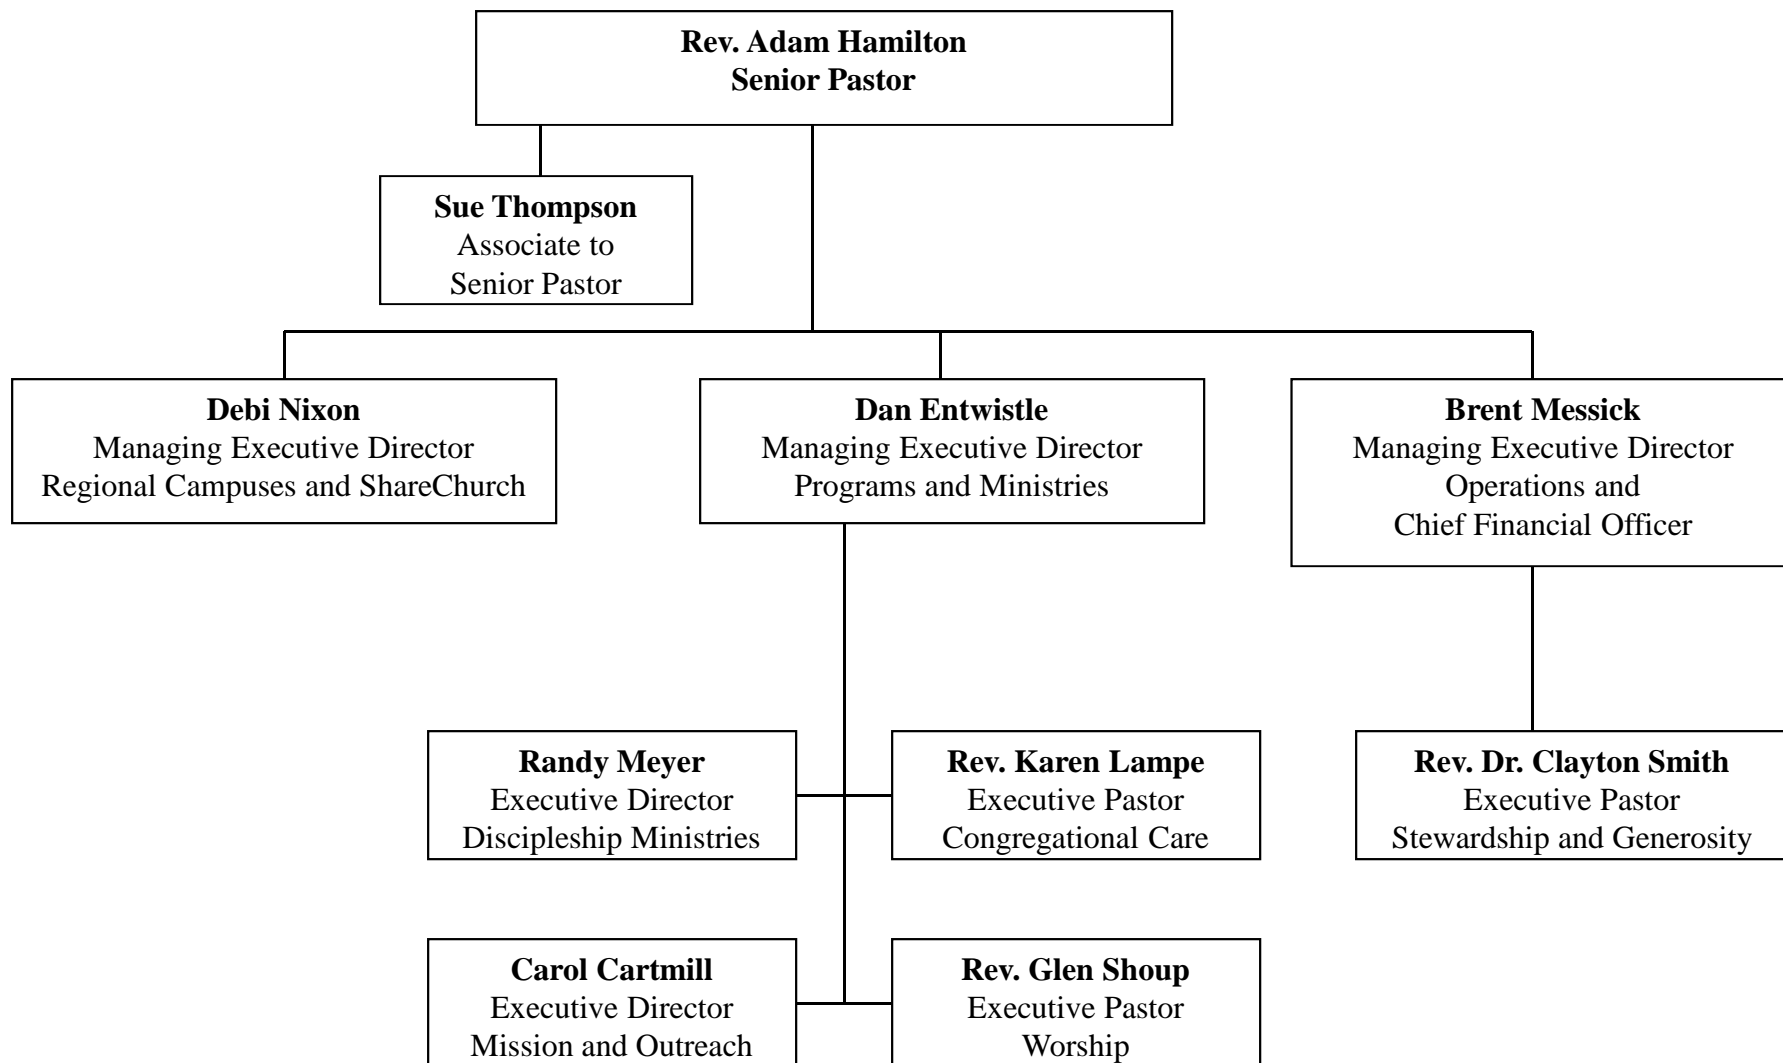 Rev. Adam Hamilton
Senior Pastor
Sue Thompson
Associate to
Senior Pastor
Debi Nixon
Managing Executive Director
Regional Campuses and ShareChurch
Dan Entwistle
Managing Executive Director
Programs and Ministries
Brent Messick
Managing Executive Director
Operations and
Chief Financial Officer
Randy Meyer
Executive Director
Discipleship Ministries
Rev. Karen Lampe
Executive Pastor
Congregational Care
Rev. Dr. Clayton Smith
Executive Pastor
Stewardship and Generosity
Carol Cartmill
Executive Director
Mission and Outreach
Rev. Glen Shoup
Executive Pastor
Worship